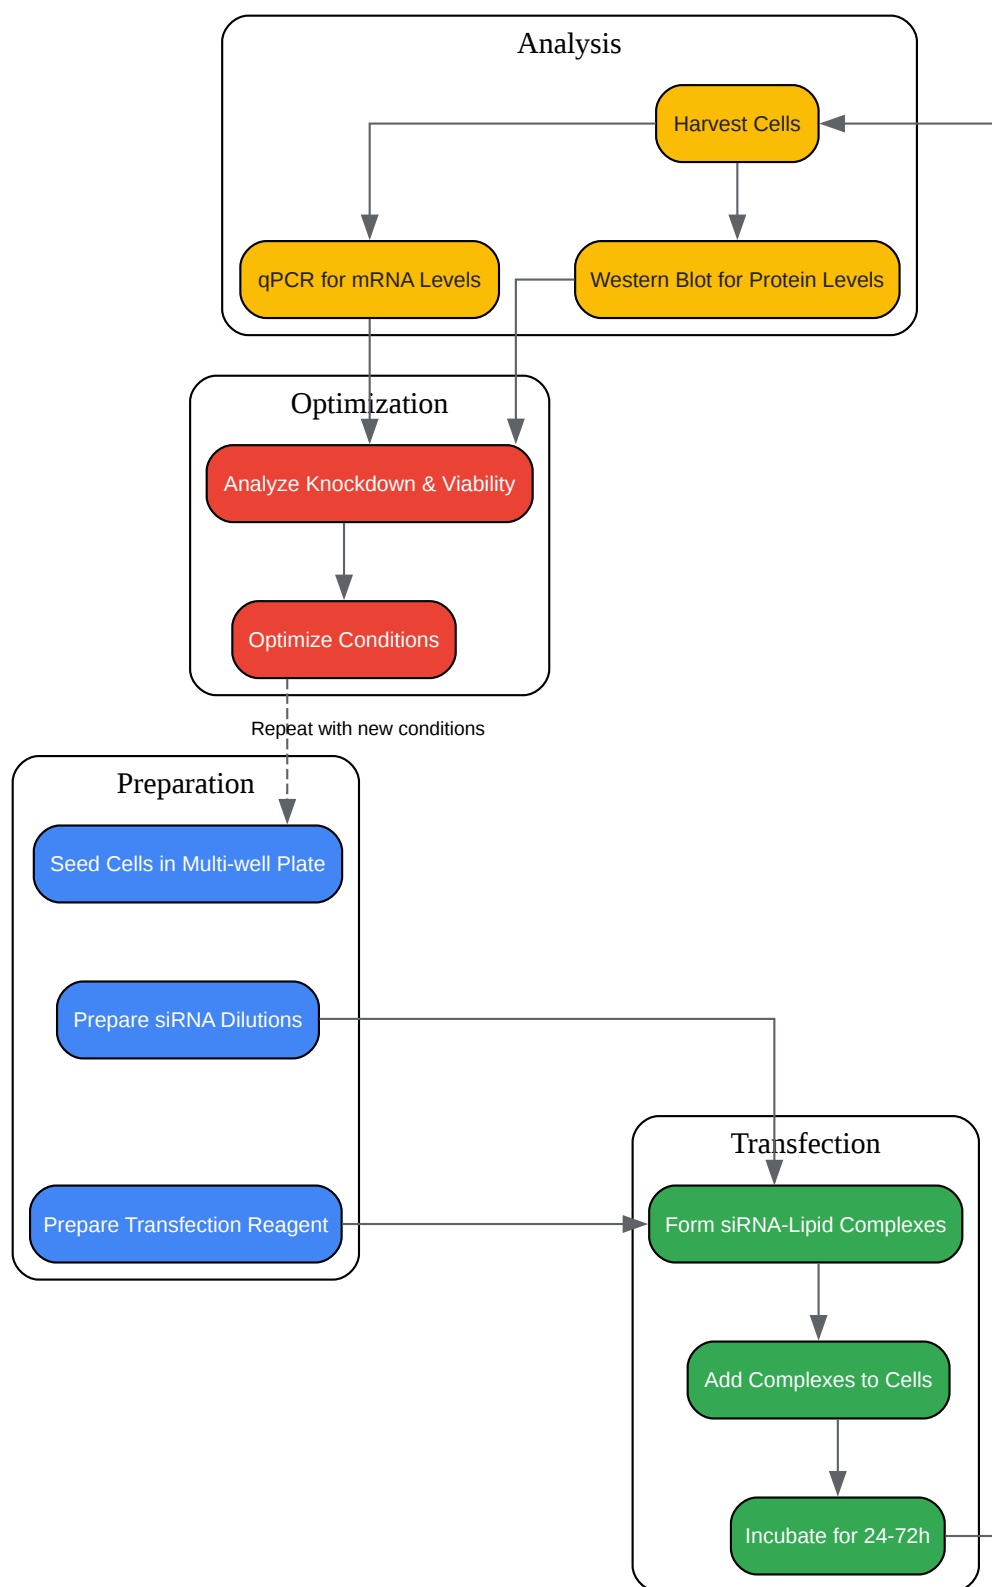 Analysis
Harvest Cells
qPCR for mRNA Levels
Western Blot for Protein Levels
Optimization
Analyze Knockdown & Viability
Optimize Conditions
Repeat with new conditions
Preparation
Seed Cells in Multi-well Plate
Prepare siRNA Dilutions
Transfection
Prepare Transfection Reagent
Form siRNA-Lipid Complexes
Add Complexes to Cells
Incubate for 24-72h